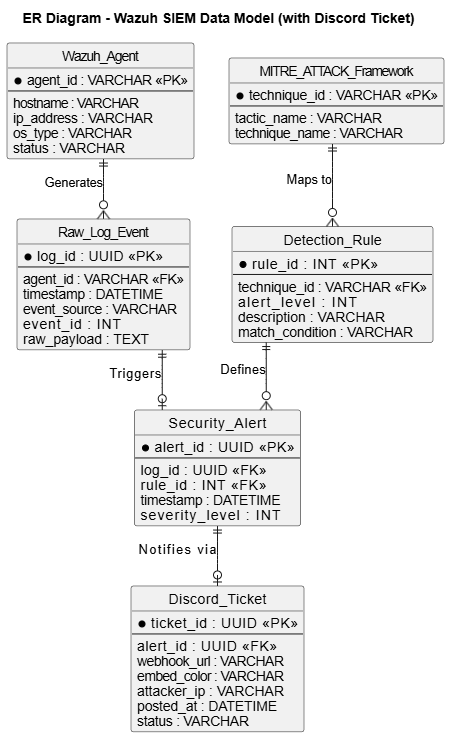 ER Diagram - Wazuh SIEM Data Model (with Discord Ticket)
Wazuh_Agent
● agent_id : VARCHAR «PK»
hostname : VARCHAR
ip_address : VARCHAR
os_type : VARCHAR
status : VARCHAR
MITRE_ATTACK_Framework
● technique_id : VARCHAR «PK»
tactic_name : VARCHAR
technique_name : VARCHAR
Generates
Maps to
Raw_Log_Event
● log_id : UUID «PK»
agent_id : VARCHAR «FK»
timestamp : DATETIME
event_source : VARCHAR
event_id : INT
raw_payload : TEXT
Detection_Rule
● rule_id : INT «PK»
technique_id : VARCHAR «FK»
alert_level : INT
description : VARCHAR
match_condition : VARCHAR
Triggers
Defines
Security_Alert
● alert_id : UUID «PK»
log_id : UUID «FK»
rule_id : INT «FK»
timestamp : DATETIME
severity_level : INT
Notifies via
Discord_Ticket
● ticket_id : UUID «PK»
alert_id : UUID «FK»
webhook_url : VARCHAR
embed_color : VARCHAR
attacker_ip : VARCHAR
posted_at : DATETIME
status : VARCHAR